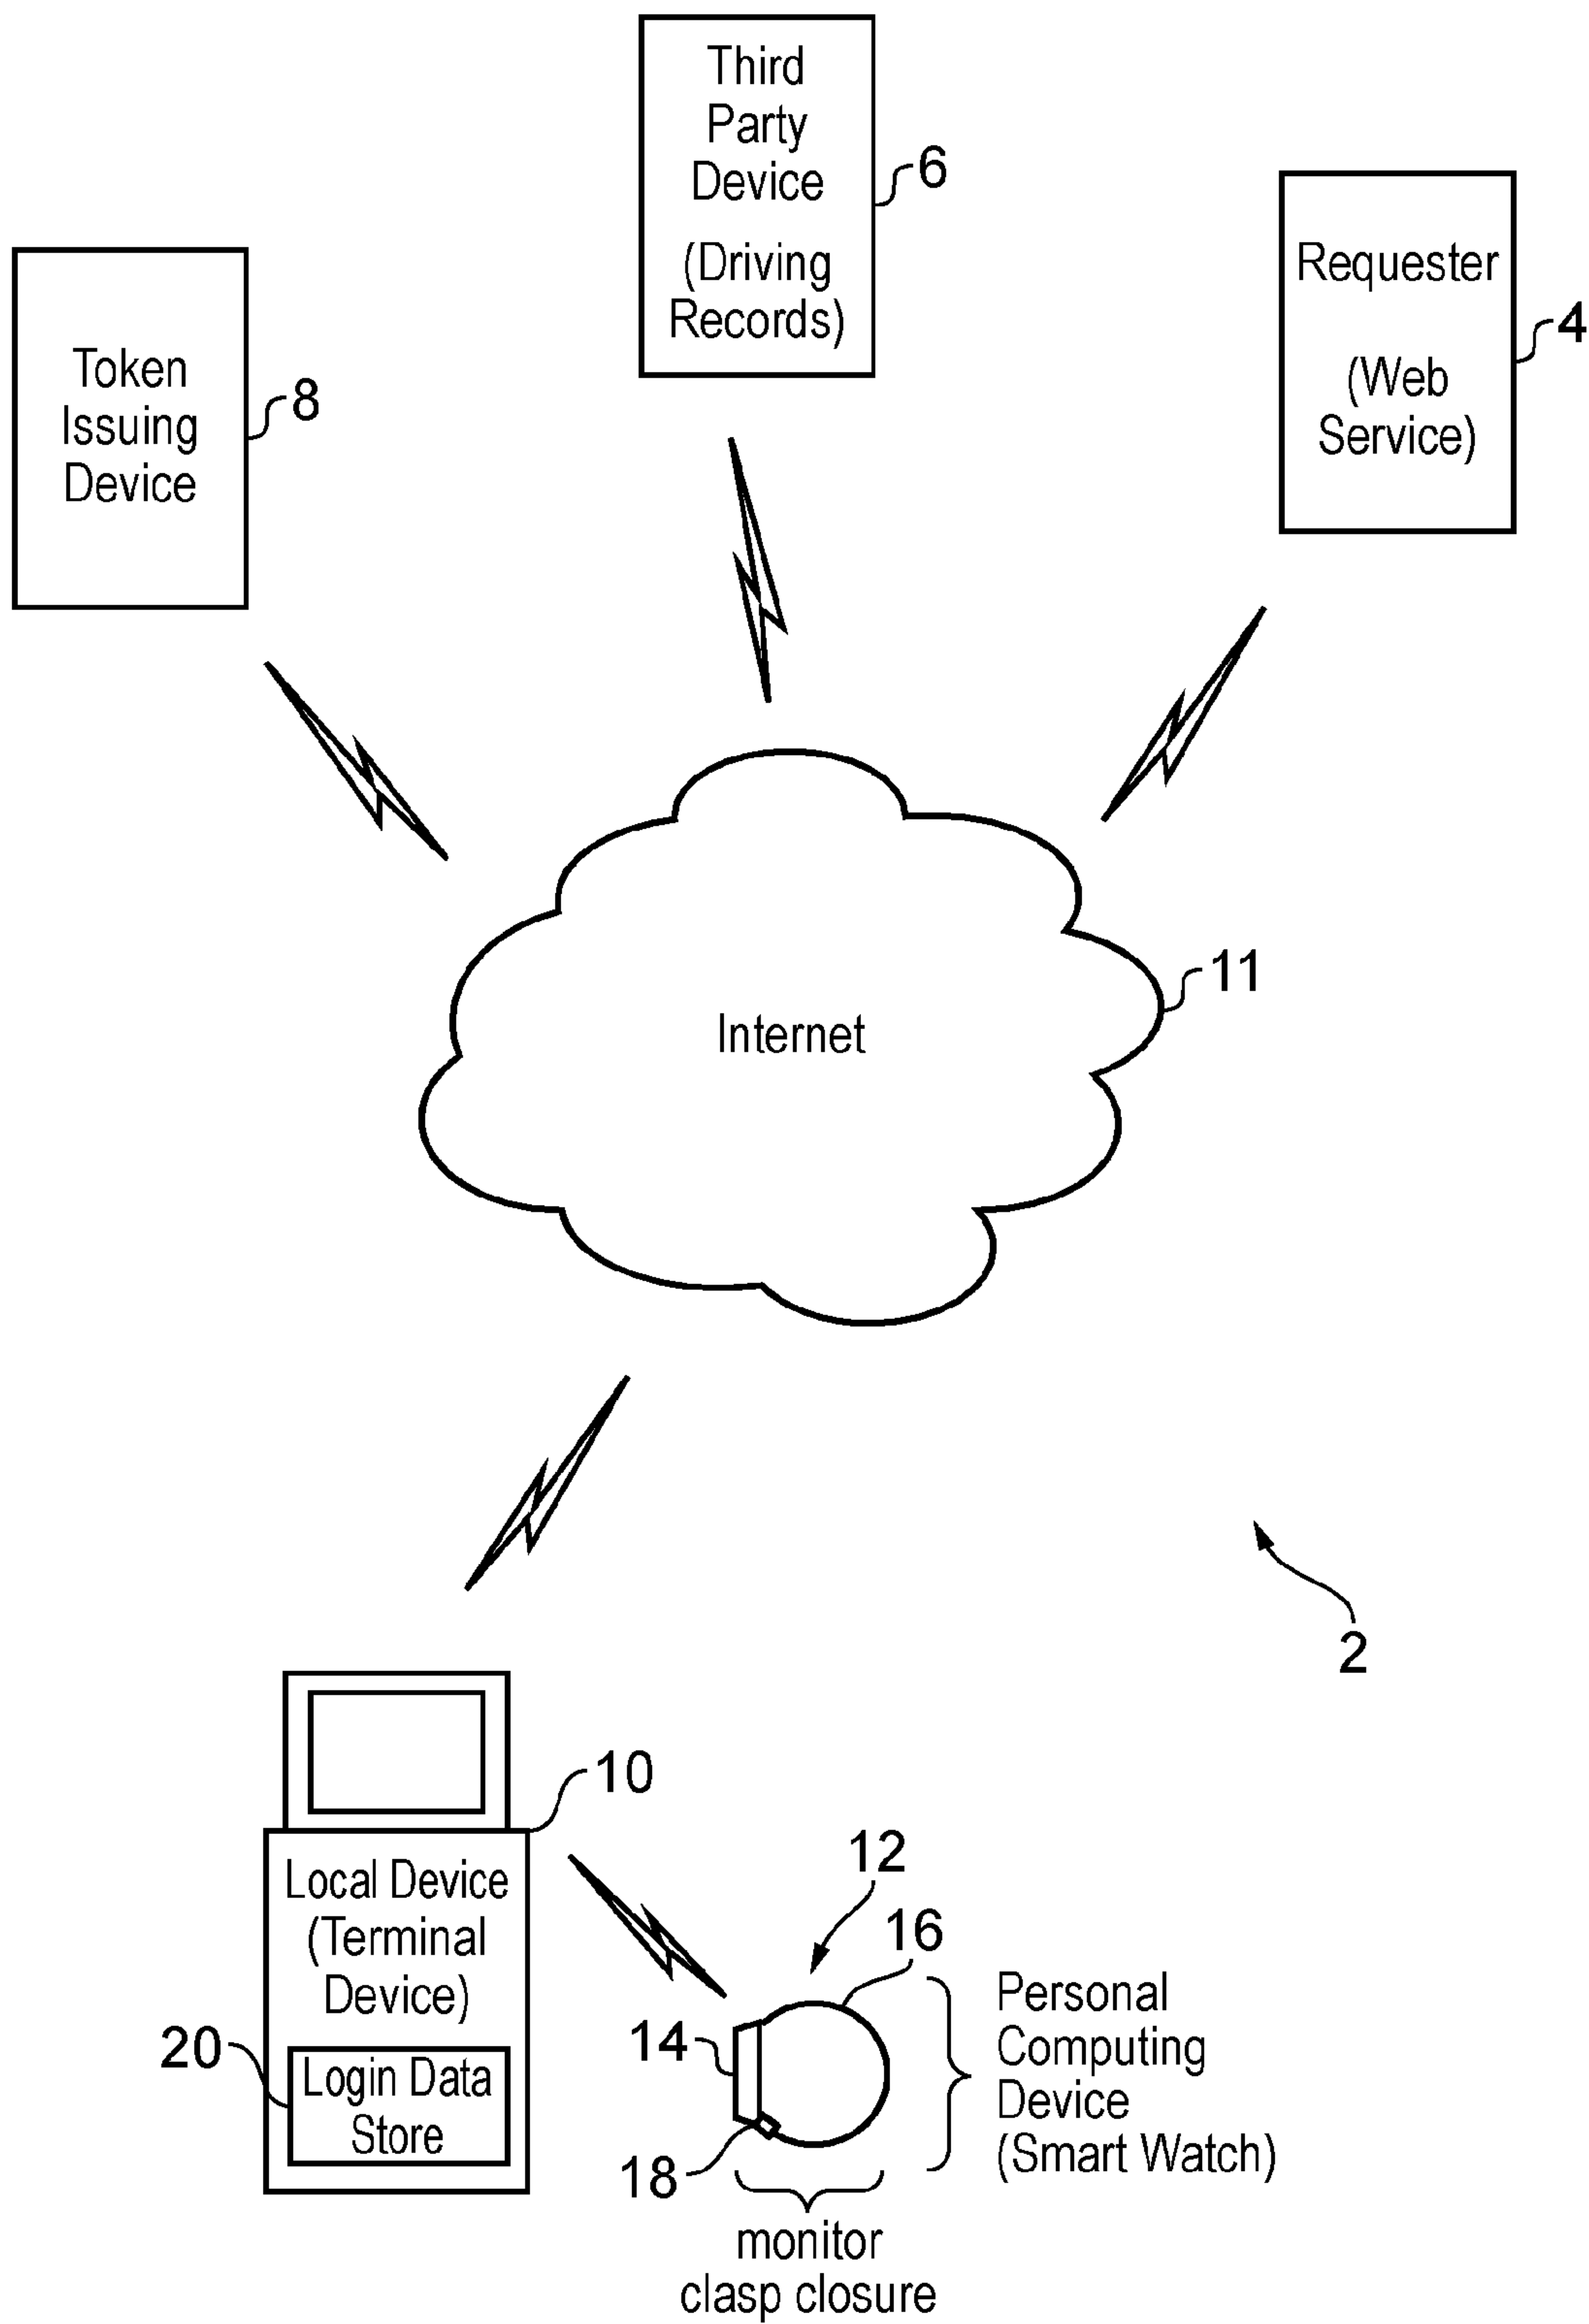 Third
Party
Device
(Driving
Records)
6
Requester
(Web
Service)
4
Token
Issuing
Device
8
Internet
11
2
10
Local Device
(Terminal
Device)
20
Login Data
Store
12
16
14
18
Personal
Computing
Device
(Smart Watch)
monitor
clasp closure